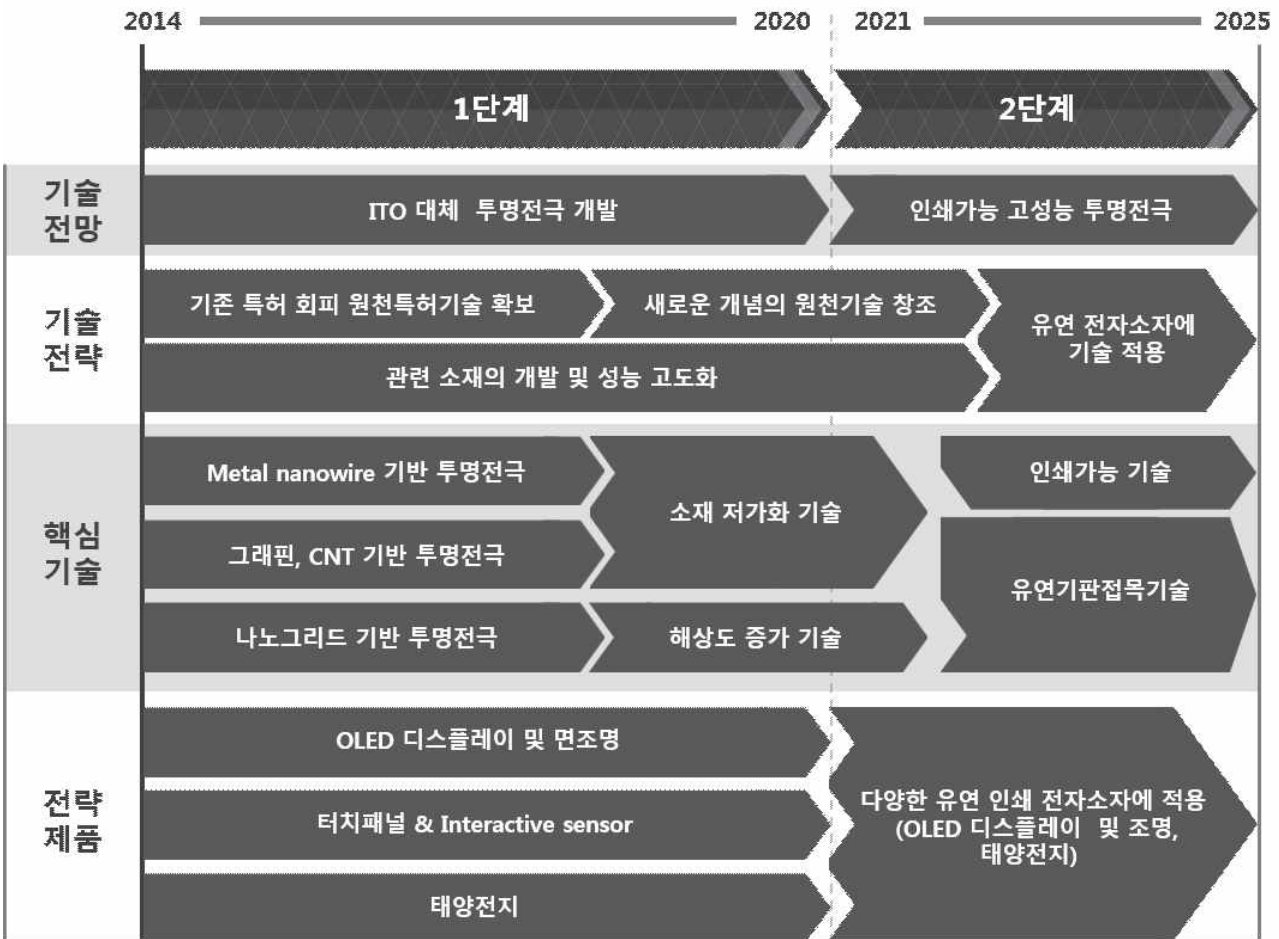 2014 2020 2021 2025
1단계 2단계
기술
전망
ITO 대체 투명전극 개발
인쇄가능 고성능 투명전극
기술
전략
기존 특허 회피 원천특허기술 확보
새로운 개념의 원천기술 창조
관련 소재의 개발 및 성능 고도화
유연 전자소자에
기술 적용
핵심
기술
Metal nanowire 기반 투명전극
그래핀, CNT 기반 투명전극
나노그리드 기반 투명전극
소재 저가화 기술
해상도 증가 기술
인쇄가능 기술
유연기판접목기술
전략
제품
OLED 디스플레이 및 면조명
터치패널 & Interactive sensor
태양전지
다양한 유연 인쇄 전자소자에 적용
(OLED 디스플레이 및 조명,
태양전지)